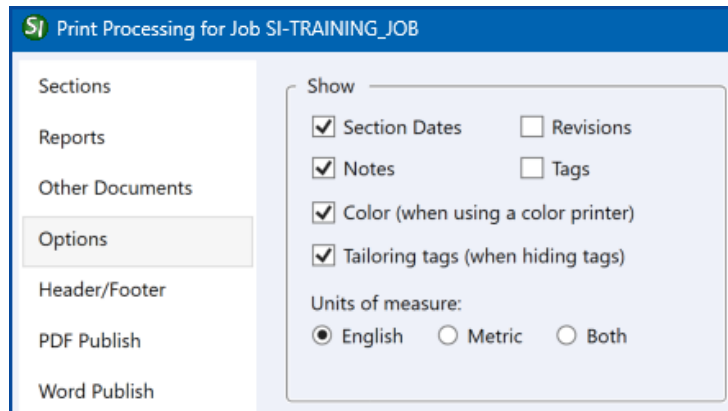 SI Print Processing for Job SI-TRAINING_JOB
Sections
Reports
Other Documents
Options
Header/Footer
PDF Publish
Word Publish
Show
Section Dates Revisions
Notes Tags
Color (when using a color printer)
Tailoring tags (when hiding tags)
Units of measure:
English Metric Both